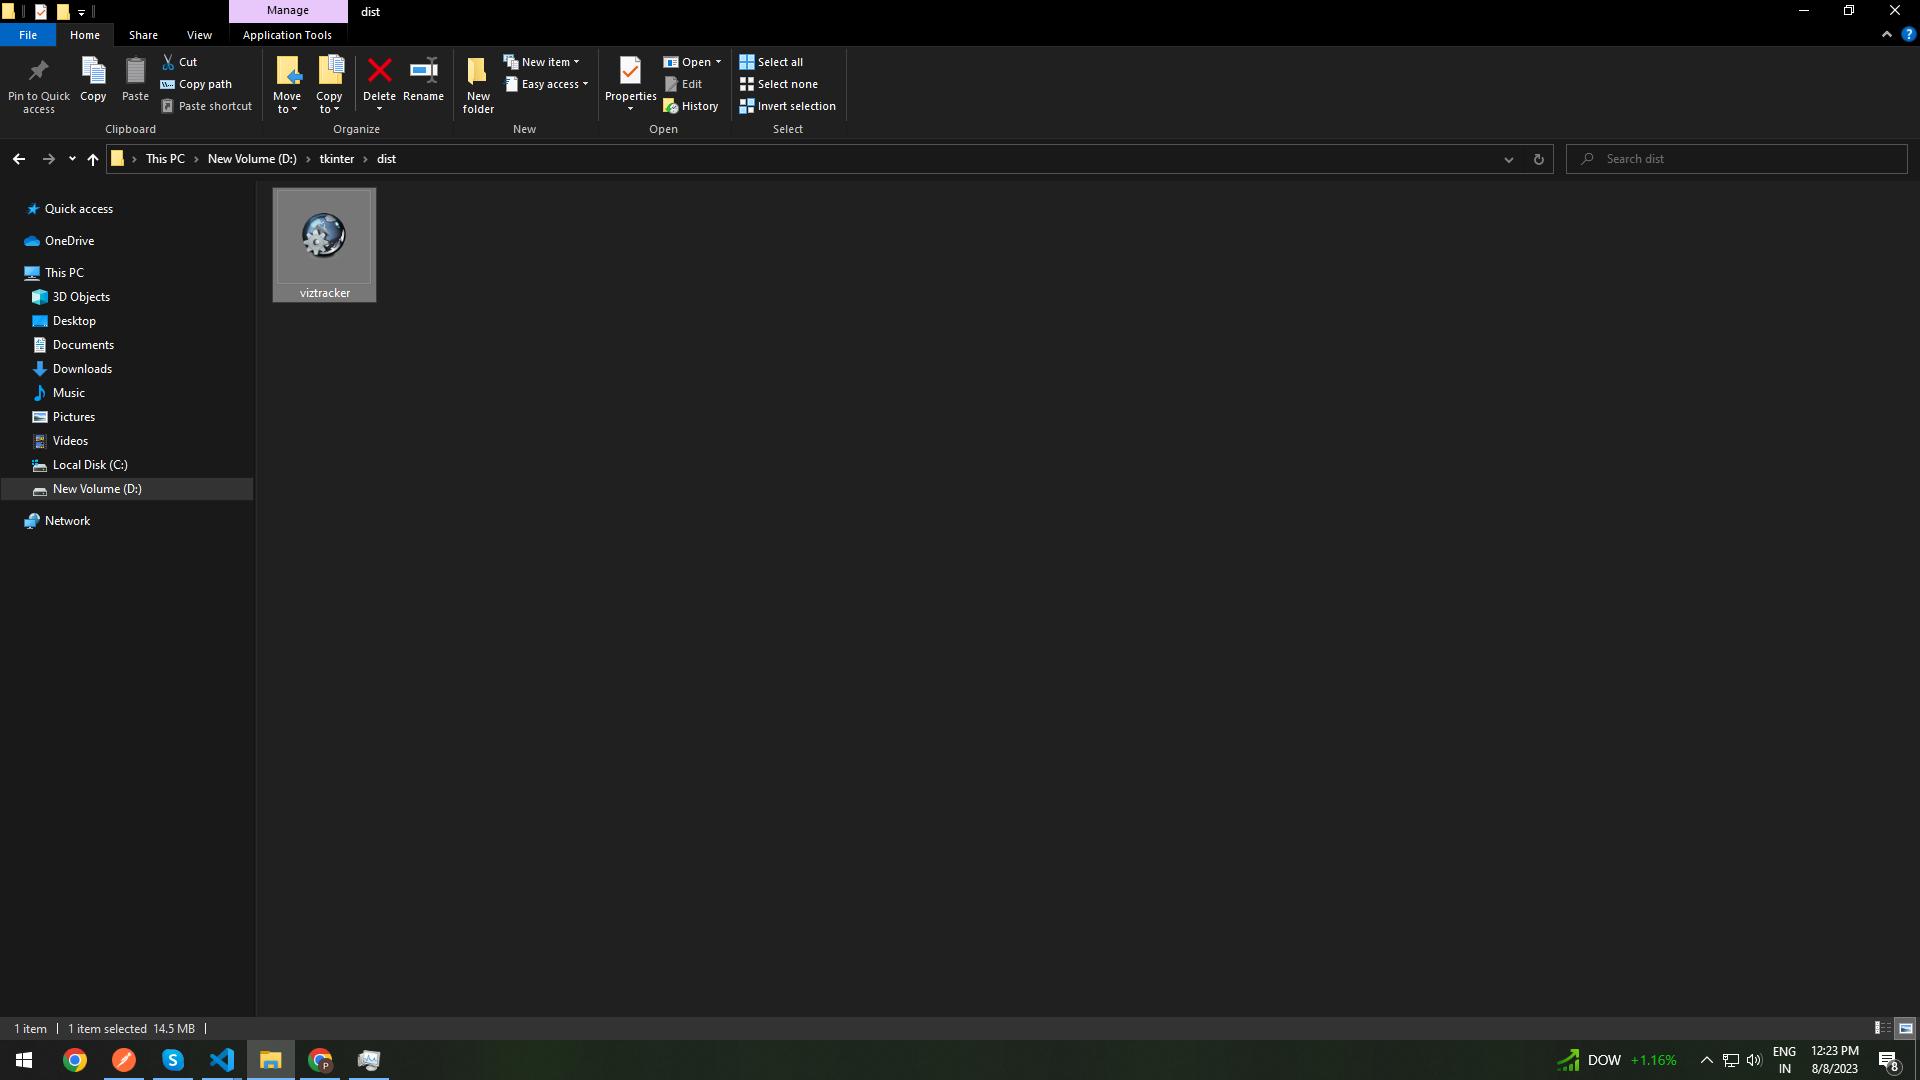 Manage
dist
File
Home
Share
View
Application Tools
Pin to Quick
access
Copy
Paste
Cut
Copy path
Paste shortcut
Clipboard
Move
to
Copy
to
Delete
Rename
Organize
New
folder
New item
Easy access
New
Properties
Open
Edit
History
Open
Select all
Select none
Invert selection
Select
This PC
New Volume (D:)
tkinter
dist
Search dist
Quick access
OneDrive
This PC
3D Objects
Desktop
Documents
Downloads
Music
Pictures
Videos
Local Disk (C:)
New Volume (D:)
Network
viztracker
1 item
1 item selected 14.5 MB
DOW +1.16%
ENG
IN
12:23 PM
8/8/2023
8